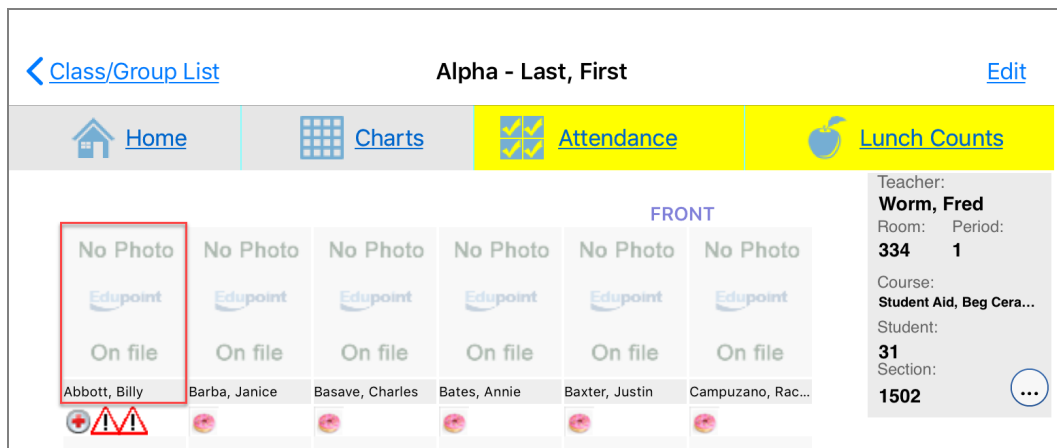 Class/Group List Alpha - Last, First Edit
Home Charts Attendance Lunch Counts
FRONT
No Photo No Photo No Photo No Photo No Photo No Photo
Edupoint Edupoint Edupoint Edupoint Edupoint Edupoint
On file On file On file On file On file On file
Abbott, Billy Barba, Janice Basave, Charles Bates, Annie Baxter, Justin Campuzano, Rac...
Teacher:
Worm, Fred
Room: Period:
334 1
Course:
Student Aid, Beg Cera...
Student:
31
Section:
1502
...